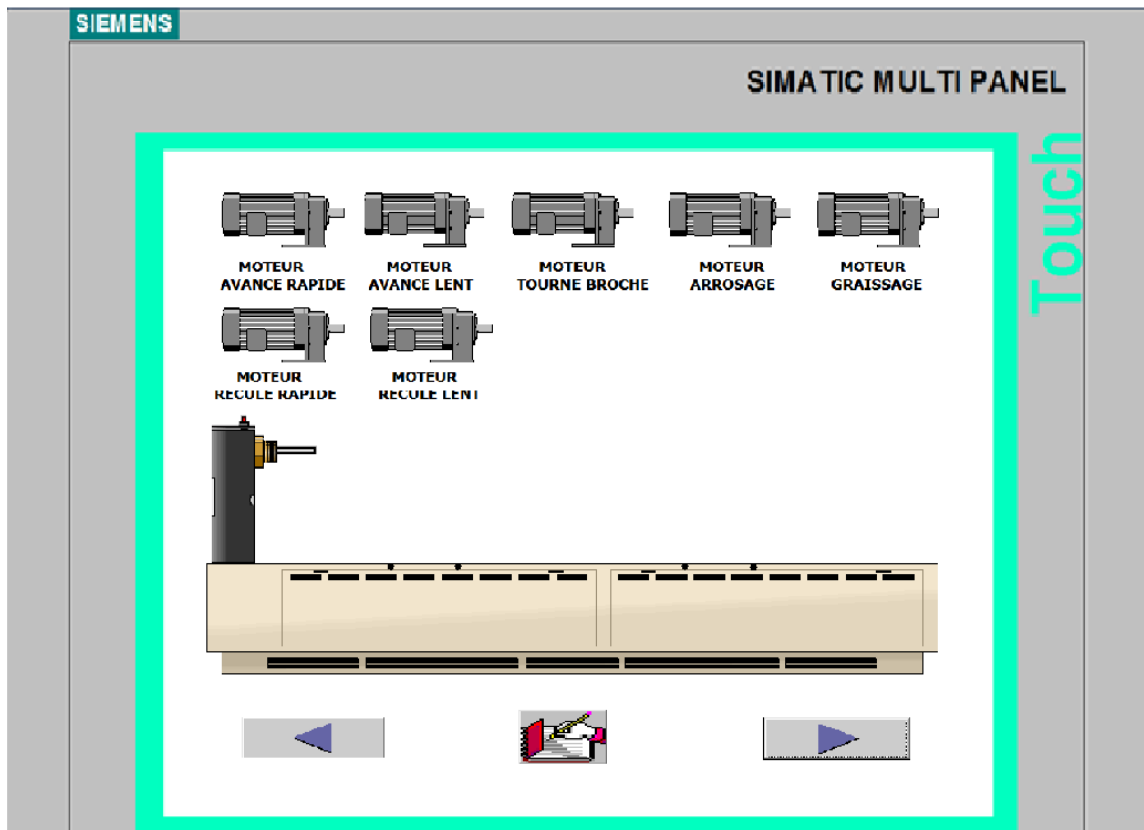 SIEMENS
SIMATIC MULTI PANEL
Touch
MOTEUR
AVANCE RAPIDE
MOTEUR
AVANCE LENT
MOTEUR
TOURNE BROCHE
MOTEUR
ARROSAGE
MOTEUR
GRAISSAGE
MOTEUR
RECULE RAPIDE
MOTEUR
RECULE LENT